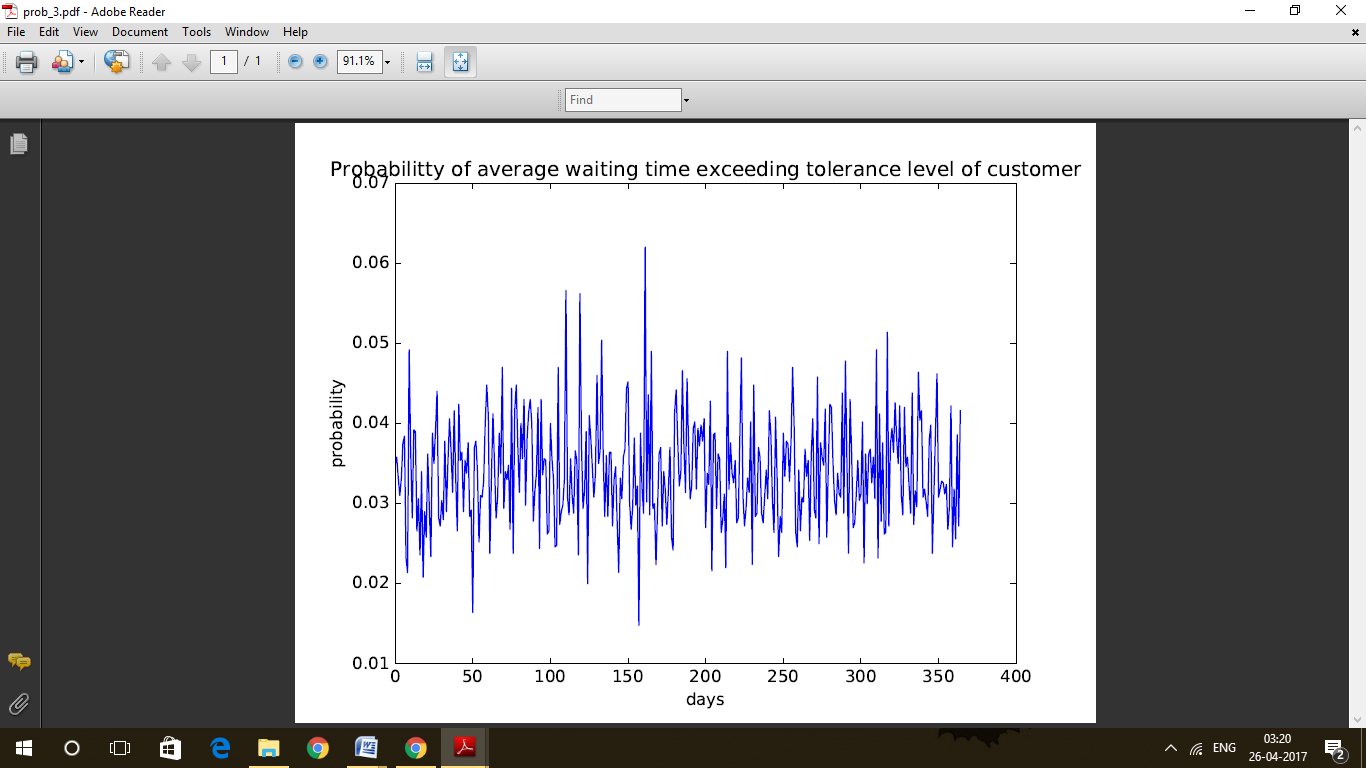 prob_3.pdf - Adobe Reader
File Edit View Document Tools Window Help
1 / 1 91.1%
Find
Probabilitty of average waiting time exceeding tolerance level of customer
0.07
0.06
0.05
0.04
0.03
0.02
0.01
probability
0 50 100 150 200 250 300 350 400
days
03:20
ENG
26-04-2017
2